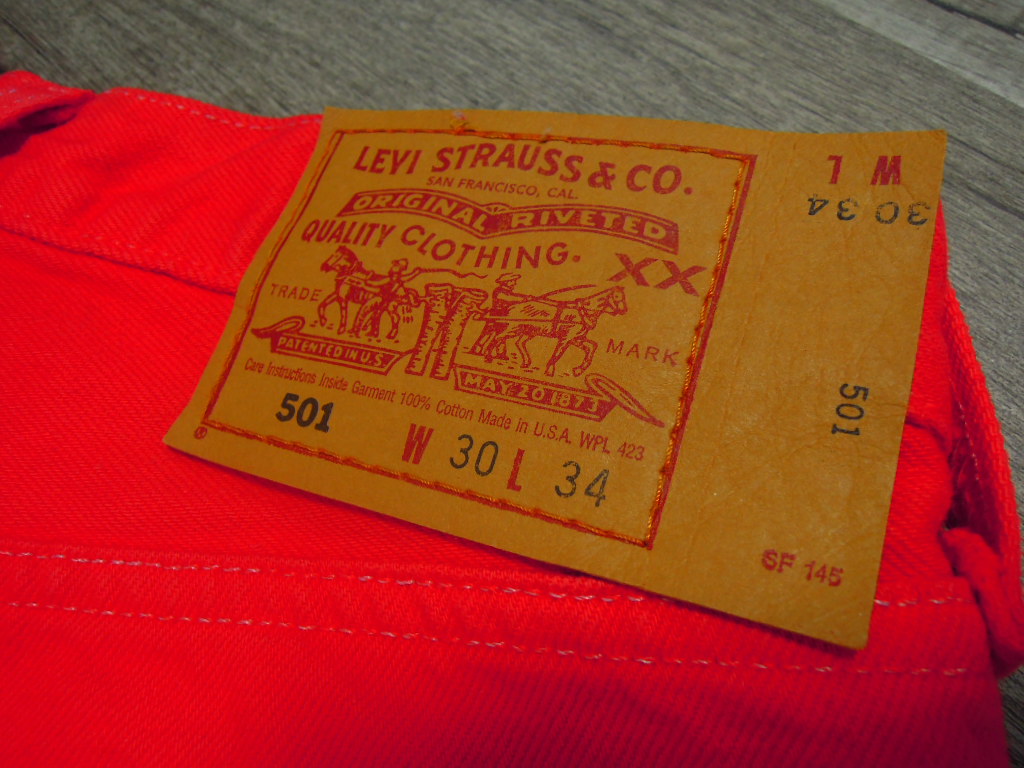 LEVI STRAUSS & CO.
SAN FRANCISCO, CAL.
ORIGINAL RIVETED
QUALITY CLOTHING.
XX
TRADE MARK
PATENTED IN U.S.
MAY 20 1873
Care Instructions Inside Garment 100% Cotton Made in U.S.A. WPL 423
501
W 30 L 34
®
W L
30 34
501
SF 145